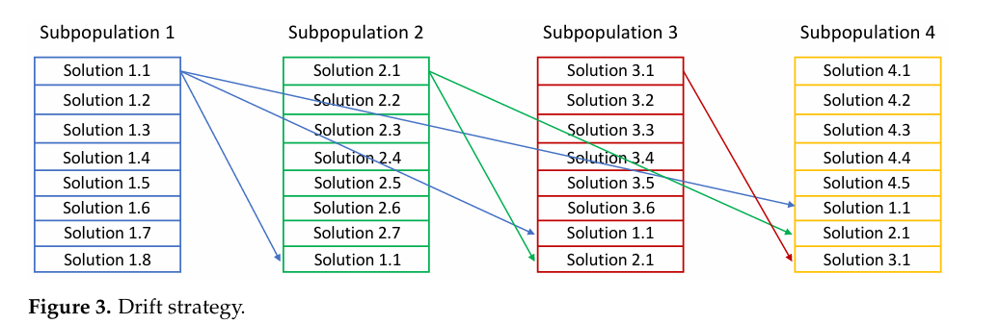 Subpopulation 1 Subpopulation 2 Subpopulation 3 Subpopulation 4
Solution 1.1 Solution 2.1 Solution 3.1 Solution 4.1
Solution 1.2 Solution 2.2 Solution 3.2 Solution 4.2
Solution 1.3 Solution 2.3 Solution 3.3 Solution 4.3
Solution 1.4 Solution 2.4 Solution 3.4 Solution 4.4
Solution 1.5 Solution 2.5 Solution 3.5 Solution 4.5
Solution 1.6 Solution 2.6 Solution 3.6 Solution 1.1
Solution 1.7 Solution 2.7 Solution 1.1 Solution 2.1
Solution 1.8 Solution 1.1 Solution 2.1 Solution 3.1
Figure 3. Drift strategy.